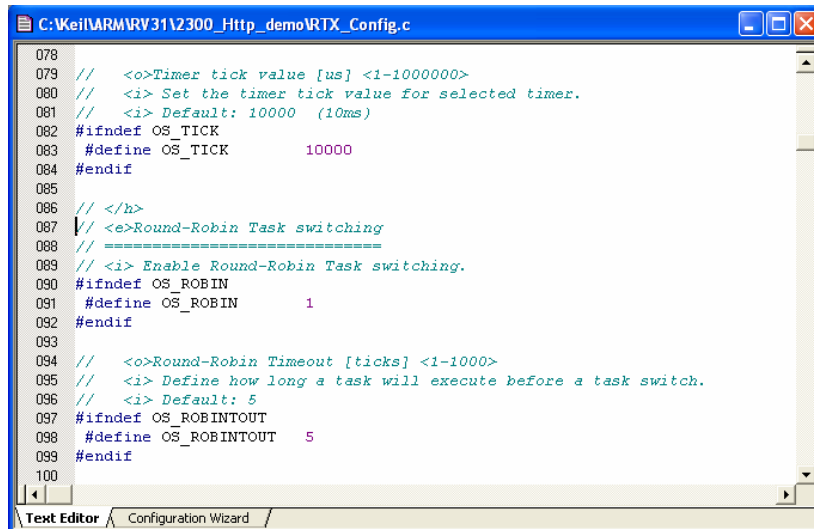 C:\Keil\ARM\RV31\2300_Http_demo\RTX_Config.c
078
079 //   <o>Timer tick value [us] <1-1000000>
080 //   <i> Set the timer tick value for selected timer.
081 //   <i> Default: 10000  (10ms)
082 #ifndef OS_TICK
083  #define OS_TICK         10000
084 #endif
085
086 // </h>
087 // <e>Round-Robin Task switching
088 // ==============================
089 // <i> Enable Round-Robin Task switching.
090 #ifndef OS_ROBIN
091  #define OS_ROBIN        1
092 #endif
093
094 //   <o>Round-Robin Timeout [ticks] <1-1000>
095 //   <i> Define how long a task will execute before a task switch.
096 //   <i> Default: 5
097 #ifndef OS_ROBINTOUT
098  #define OS_ROBINTOUT    5
099 #endif
100
Text Editor Configuration Wizard